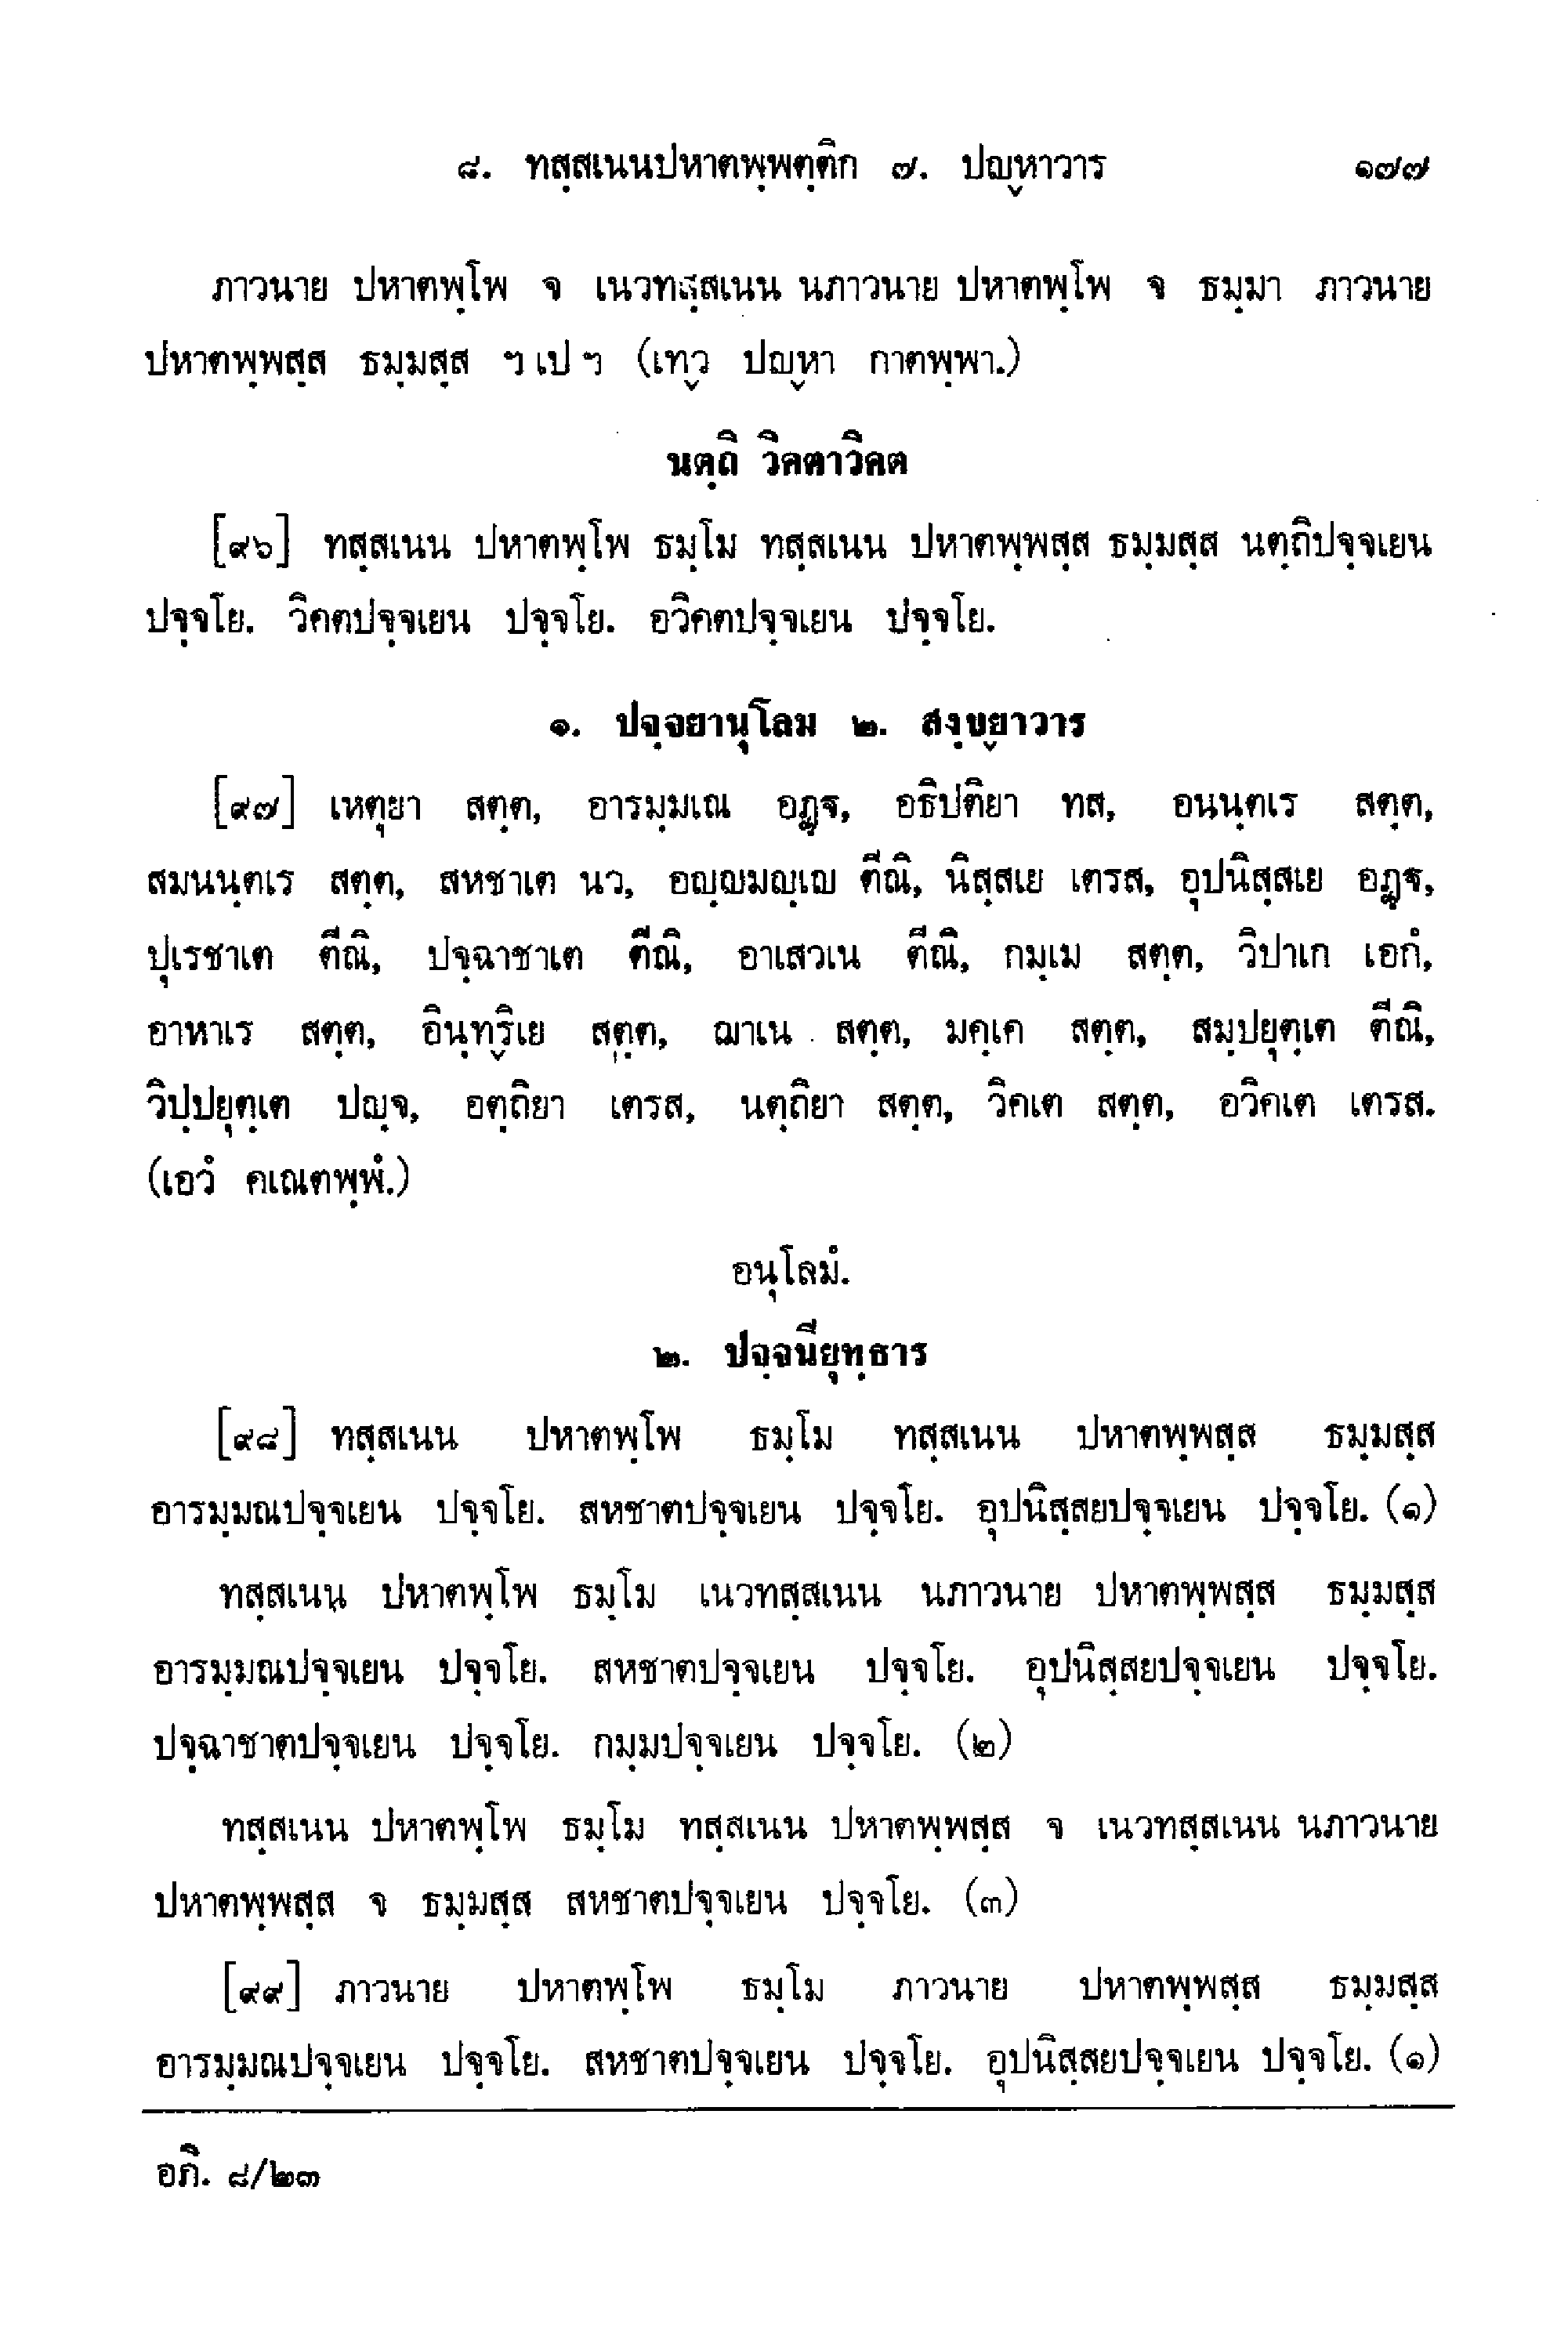 ๘. ทสฺสเนนปหาตพฺพตฺติก ๗. ปญฺหาวาร ๑๗๗
ภาวนาย ปหาตพฺโพ จ เนวทสฺสเนน นภาวนาย ปหาตพฺโพ จ ธมฺมา ภาวนาย
ปหาตพฺพสฺส ธมฺมสฺส ฯ เป ฯ (เทฺว ปญฺหา กาตพฺพา.)
นตฺถิ วิคตาวิคต
[๙๖] ทสฺสเนน ปหาตพฺโพ ธมฺโม ทสฺสเนน ปหาตพฺพสฺส ธมฺมสฺส นตฺถิปจฺจเยน
ปจฺจโย. วิคตปจฺจเยน ปจฺจโย. อวิคตปจฺจเยน ปจฺจโย.
๑. ปจฺจยานุโลม ๒. สงฺขฺยาวาร
[๙๗] เหตุยา สตฺต, อารมฺมเณ อฏฺฐ, อธิปติยา ทส, อนนฺตเร สตฺต,
สมนนฺตเร สตฺต, สหชาเต นว, อญฺญมญฺเญ ตีณิ, นิสฺสเย เตรส, อุปนิสฺสเย อฏฺฐ,
ปุเรชาเต ตีณิ, ปจฺฉาชาเต ตีณิ, อาเสวเน ตีณิ, กมฺเม สตฺต, วิปาเก เอกํ,
อาหาเร สตฺต, อินฺทฺริเย สตฺต, ฌาเน สตฺต, มคฺเค สตฺต, สมฺปยุตฺเต ตีณิ,
วิปฺปยุตฺเต ปญฺจ, อตฺถิยา เตรส, นตฺถิยา สตฺต, วิคเต สตฺต, อวิคเต เตรส.
(เอวํ คเณตพฺพํ.)
อนุโลมํ.
๒. ปจฺจนียุทฺธาร
[๙๘] ทสฺสเนน ปหาตพฺโพ ธมฺโม ทสฺสเนน ปหาตพฺพสฺส ธมฺมสฺส
อารมฺมณปจฺจเยน ปจฺจโย. สหชาตปจฺจเยน ปจฺจโย. อุปนิสฺสยปจฺจเยน ปจฺจโย. (๑)
ทสฺสเนน ปหาตพฺโพ ธมฺโม เนวทสฺสเนน นภาวนาย ปหาตพฺพสฺส ธมฺมสฺส
อารมฺมณปจฺจเยน ปจฺจโย. สหชาตปจฺจเยน ปจฺจโย. อุปนิสฺสยปจฺจเยน ปจฺจโย.
ปจฺฉาชาตปจฺจเยน ปจฺจโย. กมฺมปจฺจเยน ปจฺจโย. (๒)
ทสฺสเนน ปหาตพฺโพ ธมฺโม ทสฺสเนน ปหาตพฺพสฺส จ เนวทสฺสเนน นภาวนาย
ปหาตพฺพสฺส จ ธมฺมสฺส สหชาตปจฺจเยน ปจฺจโย. (๓)
[๙๙] ภาวนาย ปหาตพฺโพ ธมฺโม ภาวนาย ปหาตพฺพสฺส ธมฺมสฺส
อารมฺมณปจฺจเยน ปจฺจโย. สหชาตปจฺจเยน ปจฺจโย. อุปนิสฺสยปจฺจเยน ปจฺจโย. (๑)
อภิ. ๘/๒๓